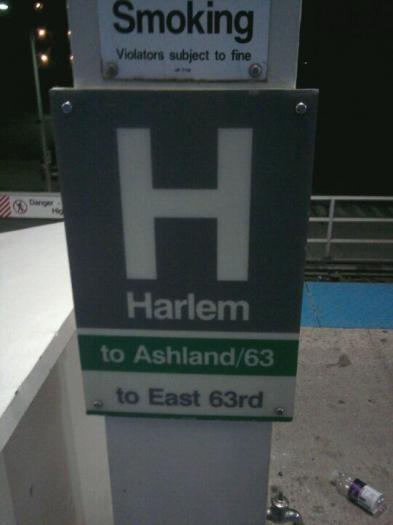 Smoking
Violators subject to fine
Danger -
H
Harlem
to Ashland/63
to East 63rd